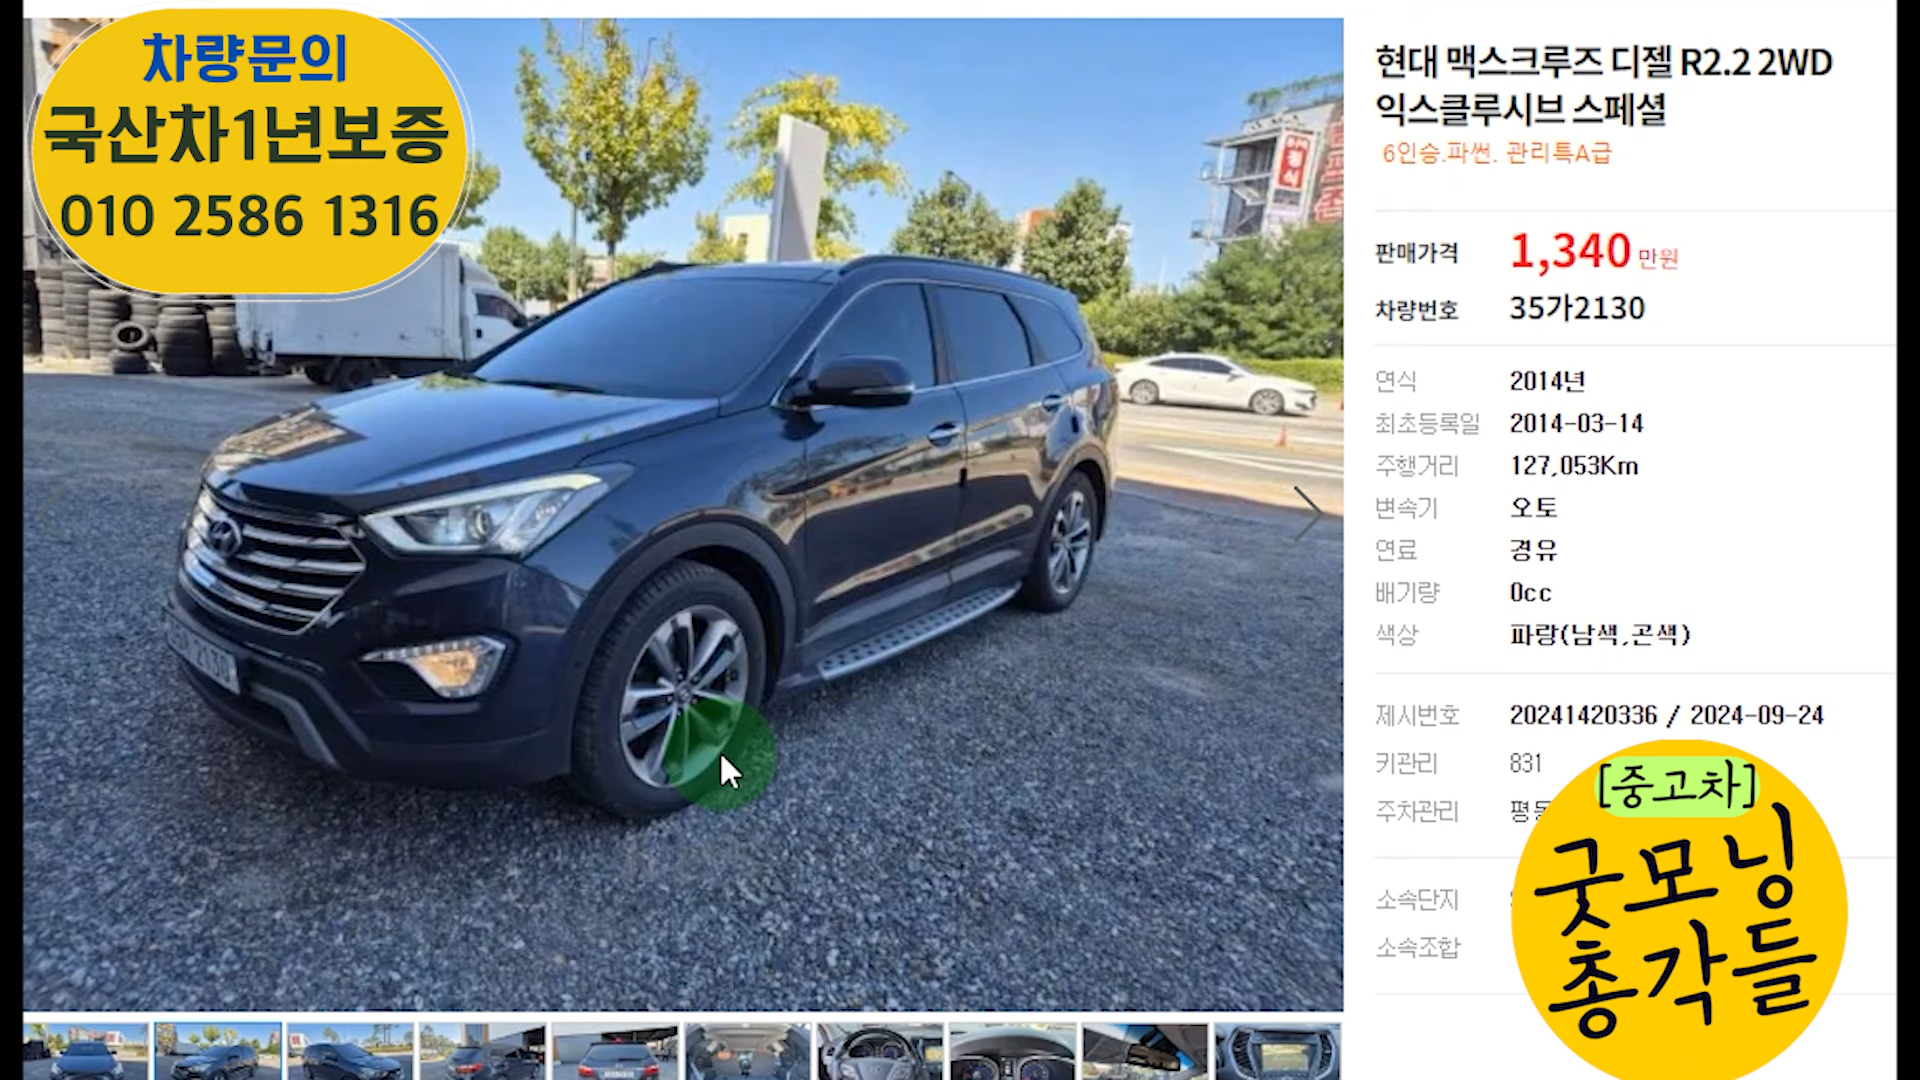 차량문의
국산차1년보증
010 2586 1316
현대 맥스크루즈 디젤 R2.2 2WD
익스클루시브 스페셜
6인승.파썬. 관리특A급
판매가격 1,340 만원
차량번호 35가2130
연식 2014년
최초등록일 2014-03-14
주행거리 127,053Km
변속기 오토
연료 경유
배기량 0cc
색상 파랑(남색,곤색)
제시번호 20241420336 / 2024-09-24
키관리 831
주차관리 평동
소속단지
소속조합
[중고차]
굿모닝
총각들